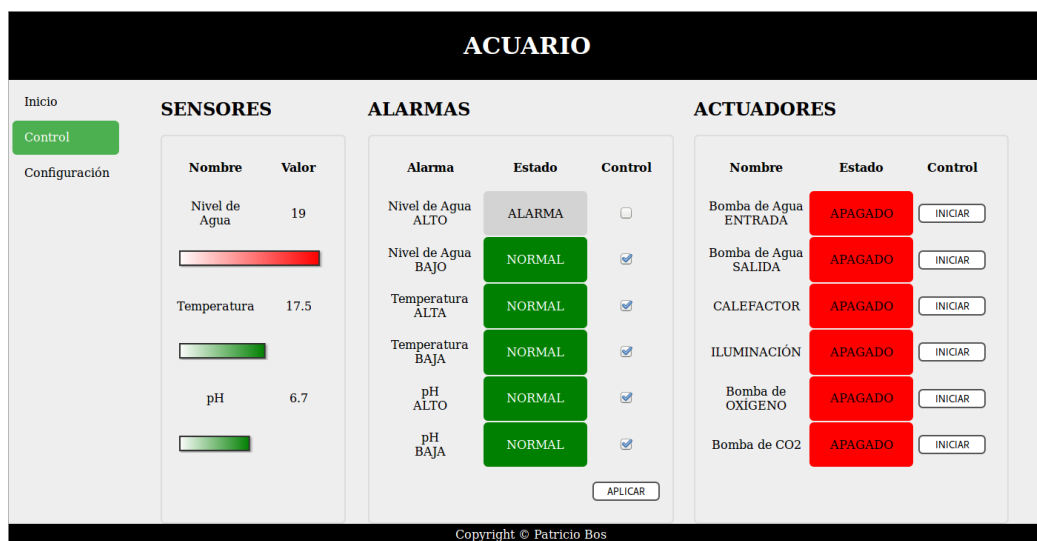 ACUARIO
Inicio
Control
Configuración
SENSORES
Nombre Valor
Nivel de
Agua
19
Temperatura 17.5
pH 6.7
ALARMAS
Alarma Estado Control
Nivel de Agua
ALTO
ALARMA
Nivel de Agua
BAJO
NORMAL
Temperatura
ALTA
NORMAL
Temperatura
BAJA
NORMAL
pH
ALTO
NORMAL
pH
BAJA
NORMAL
APLICAR
ACTUADORES
Nombre Estado Control
Bomba de Agua
ENTRADA
APAGADO INICIAR
Bomba de Agua
SALIDA
APAGADO INICIAR
CALEFACTOR APAGADO INICIAR
ILUMINACIÓN APAGADO INICIAR
Bomba de
OXÍGENO
APAGADO INICIAR
Bomba de CO2 APAGADO INICIAR
Copyright © Patricio Bos